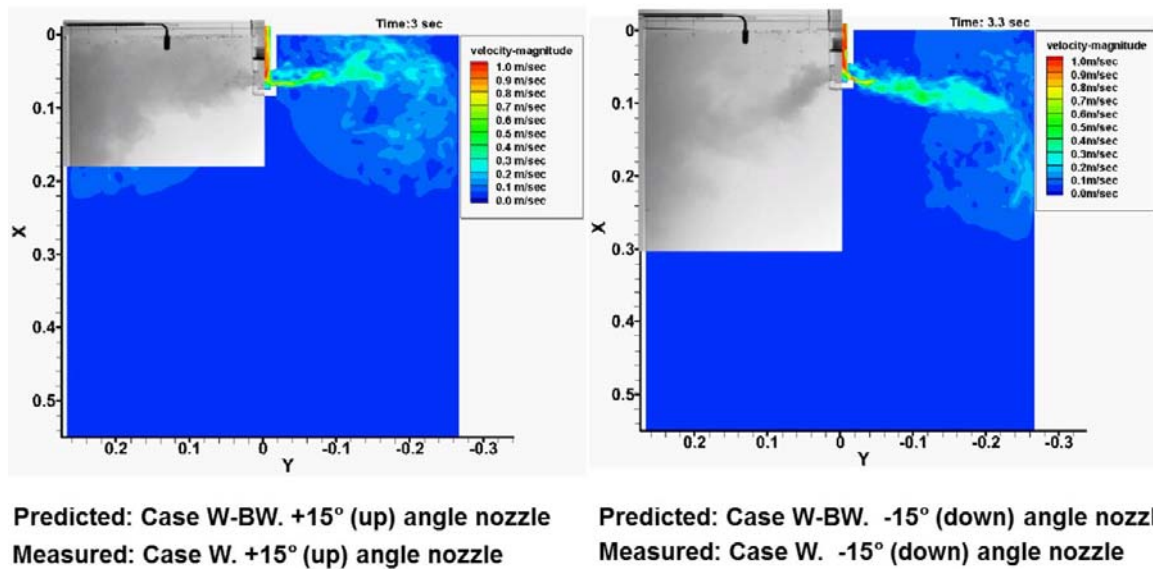 Time: 3 sec
velocity-magnitude
1.0 m/sec
0.9 m/sec
0.8 m/sec
0.7 m/sec
0.6 m/sec
0.5 m/sec
0.4 m/sec
0.3 m/sec
0.2 m/sec
0.1 m/sec
0.0 m/sec
0
0.1
0.2
0.3
0.4
0.5
X
0.2
0.1
0
-0.1
-0.2
-0.3
Y
Time: 3.3 sec
velocity-magnitude
1.0m/sec
0.9m/sec
0.8m/sec
0.7m/sec
0.6m/sec
0.5m/sec
0.4m/sec
0.3m/sec
0.2m/sec
0.1m/sec
0.0m/sec
0
0.1
0.2
0.3
0.4
0.5
X
0.2
0.1
0
-0.1
-0.2
-0.3
Y
Predicted: Case W-BW. +15° (up) angle nozzle
Measured: Case W. +15° (up) angle nozzle
Predicted: Case W-BW. -15° (down) angle nozzl
Measured: Case W. -15° (down) angle nozzle